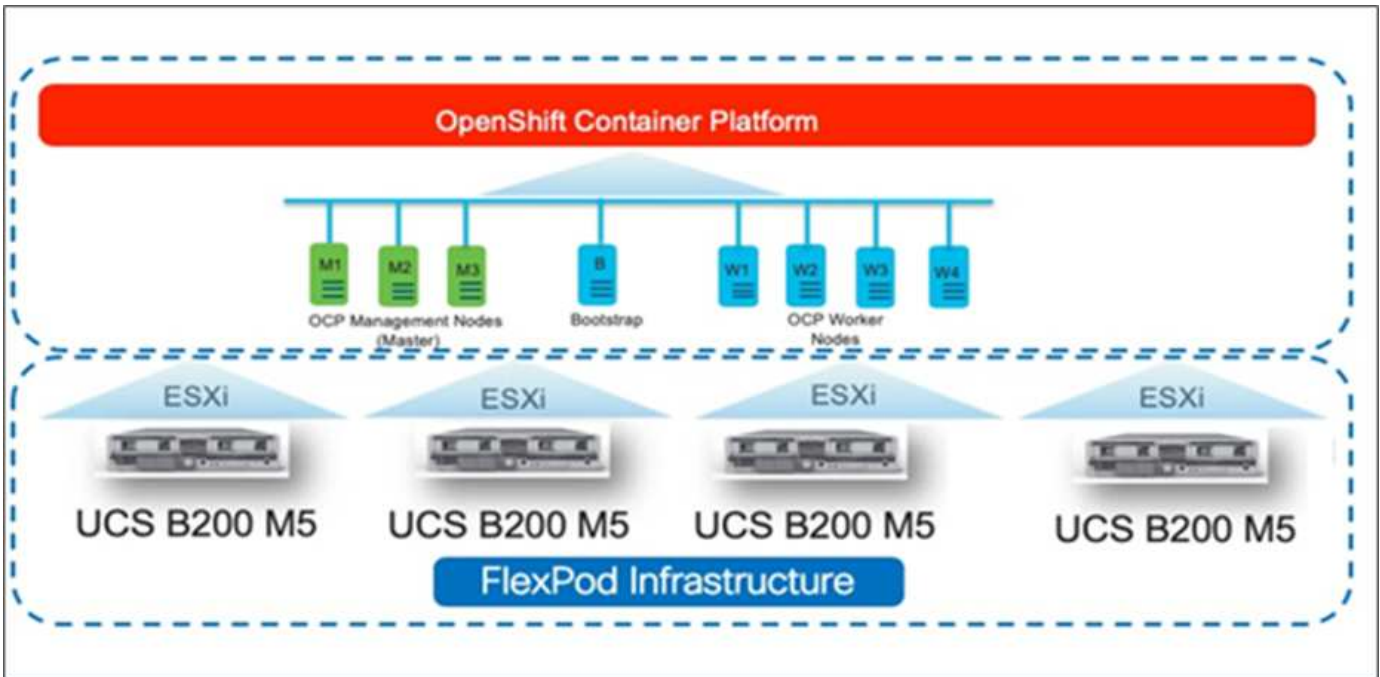 OpenShift Container Platform
M1 M2 M3 B W1 W2 W3 W4
OCP Management Nodes
(Master)
Bootstrap
OCP Worker
Nodes
ESXi ESXi ESXi ESXi
UCS B200 M5 UCS B200 M5 UCS B200 M5 UCS B200 M5
FlexPod Infrastructure